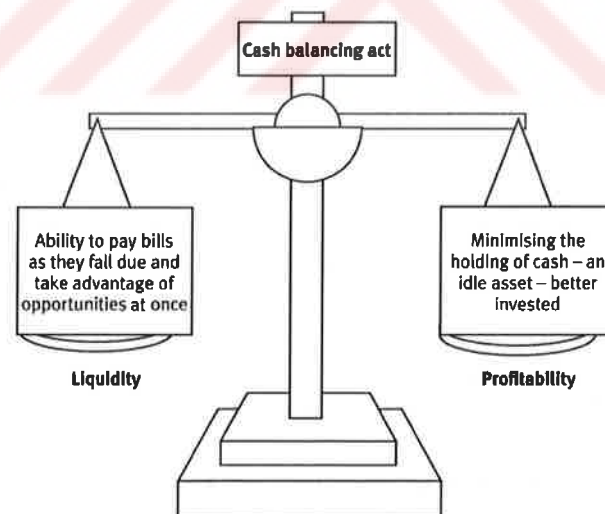 Cash balancing act
Ability to pay bills
as they fall due and
take advantage of
opportunities at once
Liquidity
Minimising the
holding of cash – an
idle asset – better
invested
Profitability